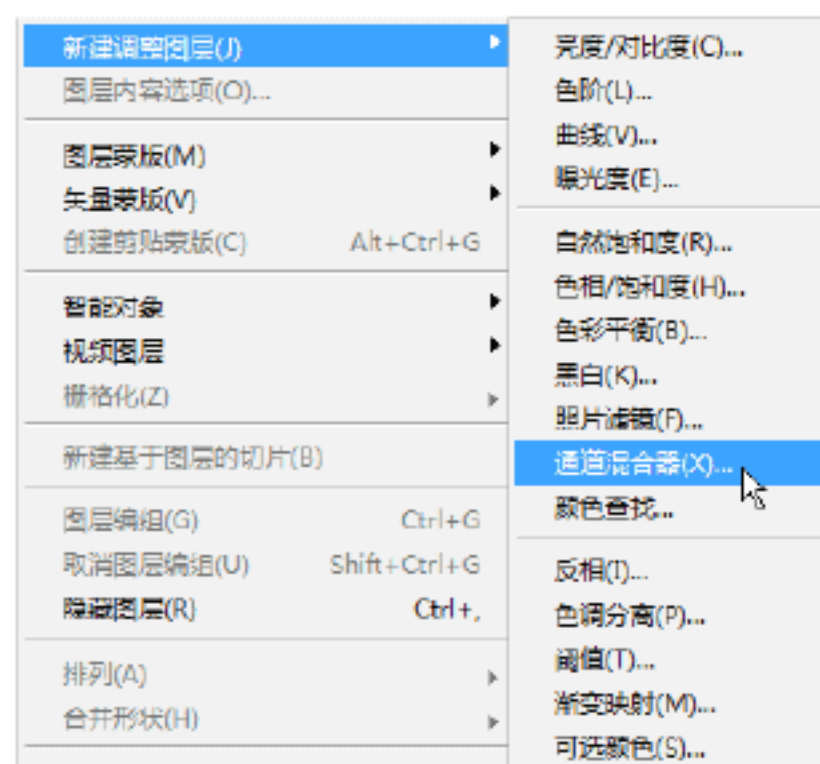 新建调整图层(J)
图层内容选项(O)...
图层蒙版(M)
矢量蒙版(V)
创建剪贴蒙版(C) Alt+Ctrl+G
智能对象
视频图层
栅格化(Z)
新建基于图层的切片(B)
图层编组(G) Ctrl+G
取消图层编组(U) Shift+Ctrl+G
隐藏图层(R) Ctrl+,
排列(A)
合并形状(H)
亮度/对比度(C)...
色阶(L)...
曲线(V)...
曝光度(E)...
自然饱和度(R)...
色相/饱和度(H)...
色彩平衡(B)...
黑白(K)...
照片滤镜(F)...
通道混合器(X)...
颜色查找...
反相(I)...
色调分离(P)...
阈值(T)...
渐变映射(M)...
可选颜色(S)...